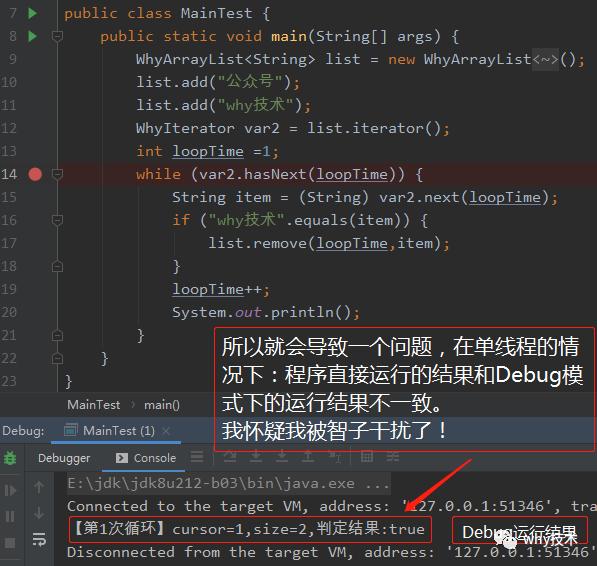 7 public class MainTest {
8 public static void main(String[] args) {
9 WhyArrayList<String> list = new WhyArrayList<~>();
10 list.add("公众号");
11 list.add("why技术");
12 WhyIterator var2 = list.iterator();
13 int loopTime =1;
14 while (var2.hasNext(loopTime)) {
15 String item = (String) var2.next(loopTime);
16 if ("why技术".equals(item)) {
17 list.remove(loopTime,item);
18 }
19 loopTime++;
20 System.out.println();
21 }
22 }
23 }
所以就会导致一个问题，在单线程的情
况下：程序直接运行的结果和Debug模
式下的运行结果不一致。
我怀疑我被智子干扰了！
MainTest › main()
Debug: MainTest (1) ×
Debugger Console
E:\jdk\jdk8u212-b03\bin\java.exe ...
Connected to the target VM, address: '127.0.0.1:51346', tra
【第1次循环】cursor=1,size=2,判定结果:true
Debug运行结果
why技术
Disconnected from the target VM, address: '127.0.0.1:51346'